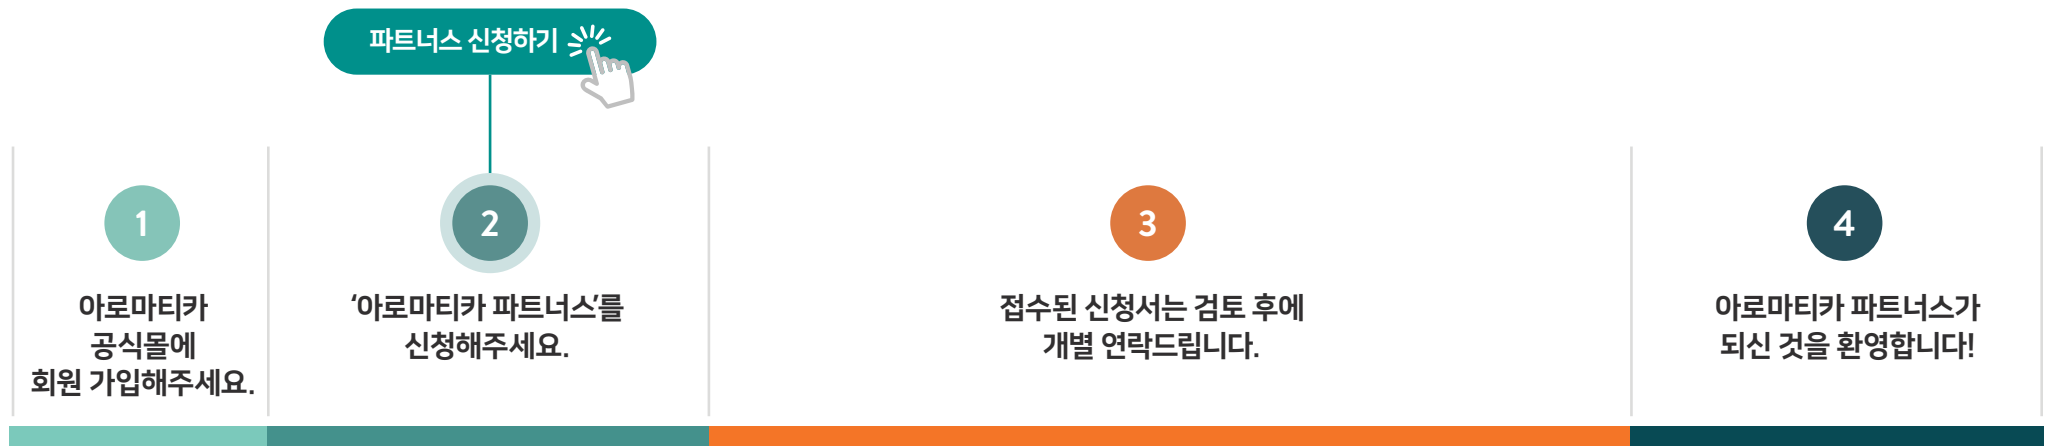 파트너스 신청하기
1
아로마티카
공식몰에
회원 가입해주세요.
2
‘아로마티카 파트너스’를
신청해주세요.
3
접수된 신청서는 검토 후에
개별 연락드립니다.
4
아로마티카 파트너스가
되신 것을 환영합니다!